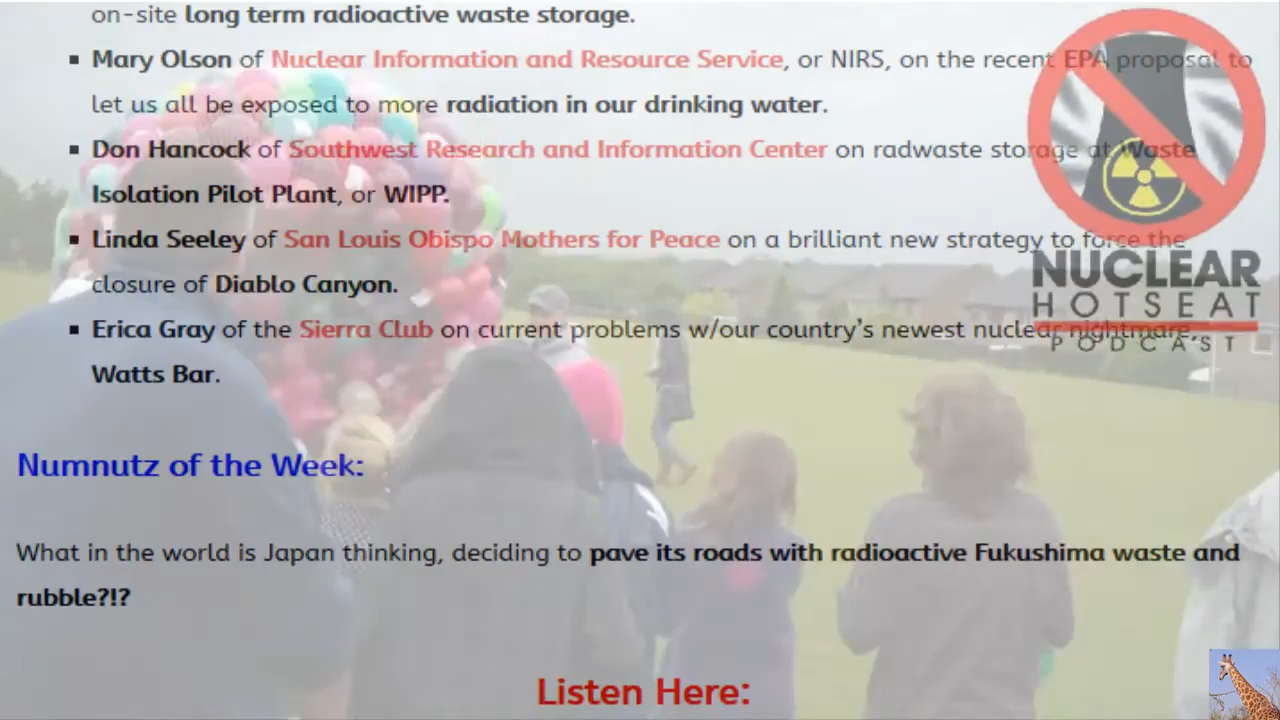 on-site long term radioactive waste storage.
▪ Mary Olson of Nuclear Information and Resource Service, or NIRS, on the recent EPA proposal to
let us all be exposed to more radiation in our drinking water.
▪ Don Hancock of Southwest Research and Information Center on radwaste storage at Waste
Isolation Pilot Plant, or WIPP.
▪ Linda Seeley of San Louis Obispo Mothers for Peace on a brilliant new strategy to force the
closure of Diablo Canyon.
▪ Erica Gray of the Sierra Club on current problems w/our country's newest nuclear nightmare,
Watts Bar.
NUCLEAR
HOTSEAT
PODCAST
Numnutz of the Week:
What in the world is Japan thinking, deciding to pave its roads with radioactive Fukushima waste and
rubble?!?
Listen Here: